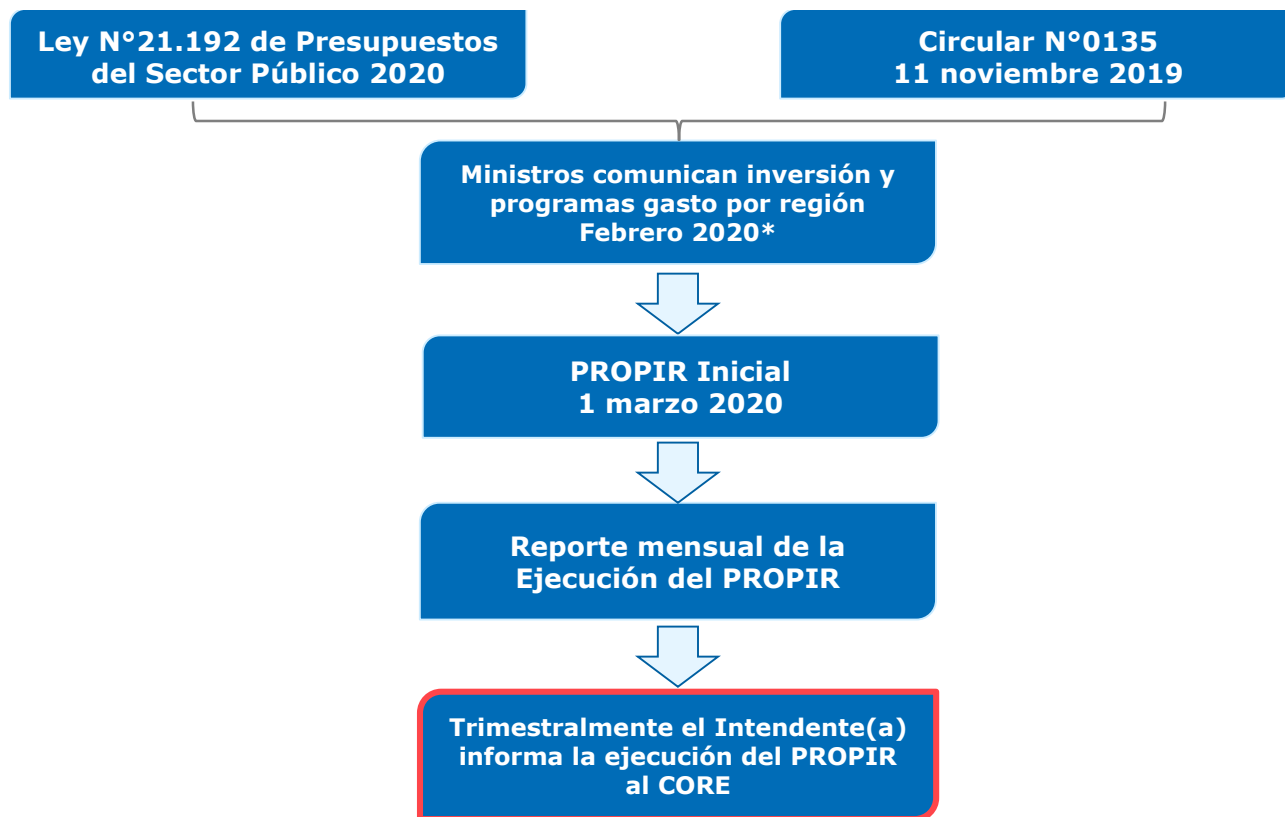 Ley N°21.192 de Presupuestos
del Sector Público 2020
Circular N°0135
11 noviembre 2019
Ministros comunican inversión y
programas gasto por región
Febrero 2020*
PROPIR Inicial
1 marzo 2020
Reporte mensual de la
Ejecución del PROPIR
Trimestralmente el Intendente(a)
informa la ejecución del PROPIR
al CORE